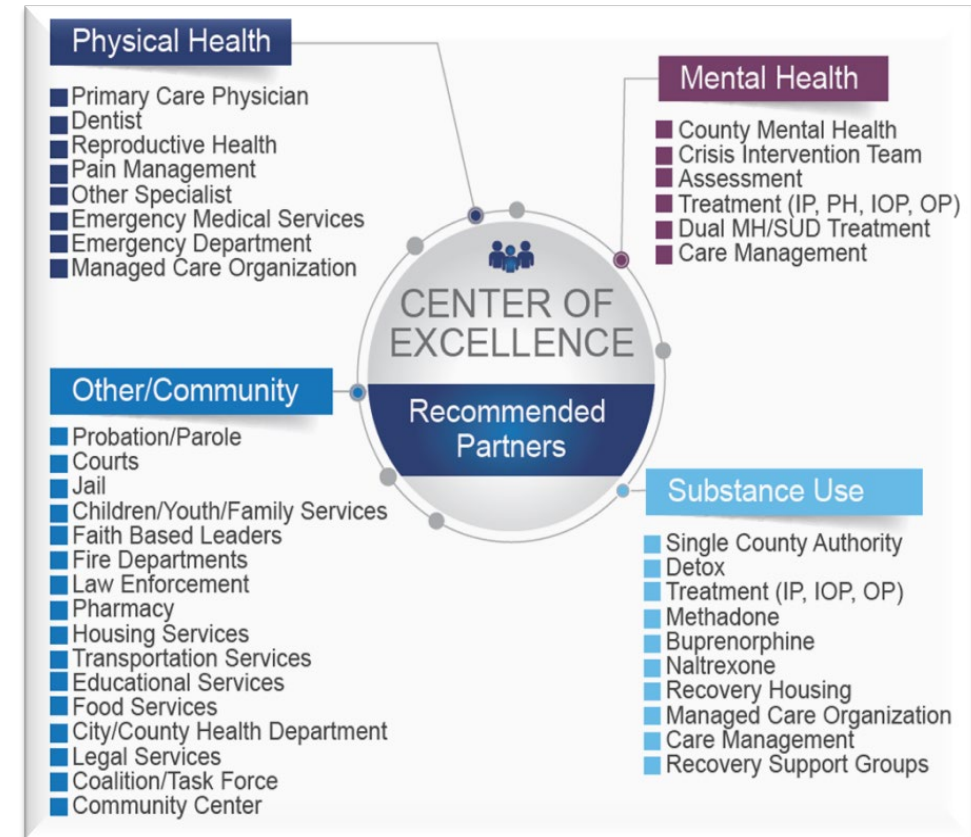 Physical Health
Primary Care Physician
Dentist
Reproductive Health
Pain Management
Other Specialist
Emergency Medical Services
Emergency Department
Managed Care Organization
Mental Health
County Mental Health
Crisis Intervention Team
Assessment
Treatment (IP, PH, IOP, OP)
Dual MH/SUD Treatment
Care Management
CENTER OF
EXCELLENCE
Recommended
Partners
Other/Community
Probation/Parole
Courts
Jail
Children/Youth/Family Services
Faith Based Leaders
Fire Departments
Law Enforcement
Pharmacy
Housing Services
Transportation Services
Educational Services
Food Services
City/County Health Department
Legal Services
Coalition/Task Force
Community Center
Substance Use
Single County Authority
Detox
Treatment (IP, IOP, OP)
Methadone
Buprenorphine
Naltrexone
Recovery Housing
Managed Care Organization
Care Management
Recovery Support Groups